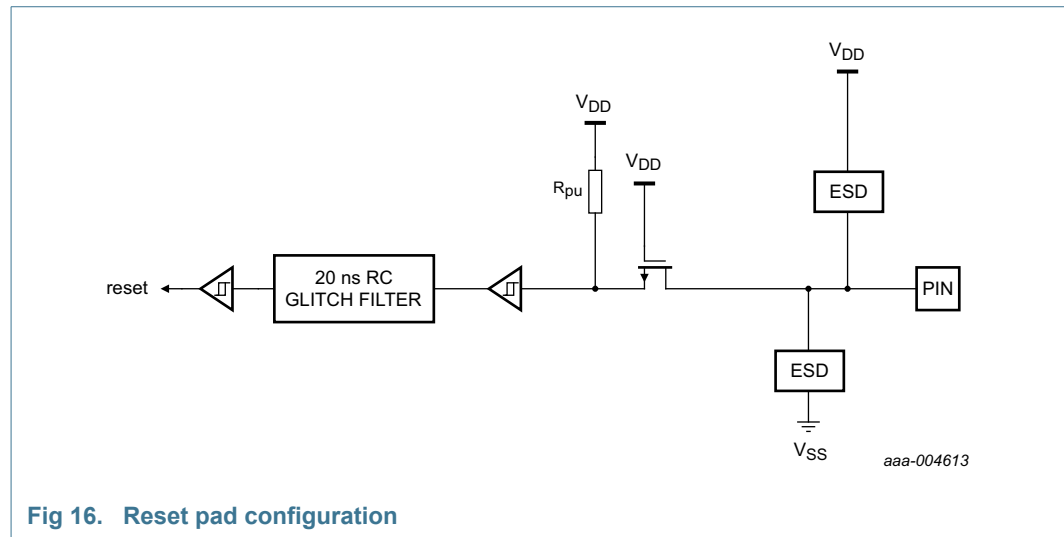 VDD
VDD
VDD
Rpu
ESD
reset
20 ns RC
GLITCH FILTER
PIN
ESD
VSS
aaa-004613
Fig 16. Reset pad configuration